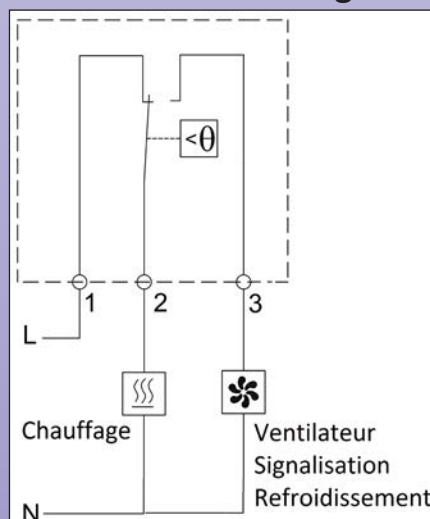 <θ
1 2 3
L
Chauffage
Ventilateur
Signalisation
Refroidissement
N